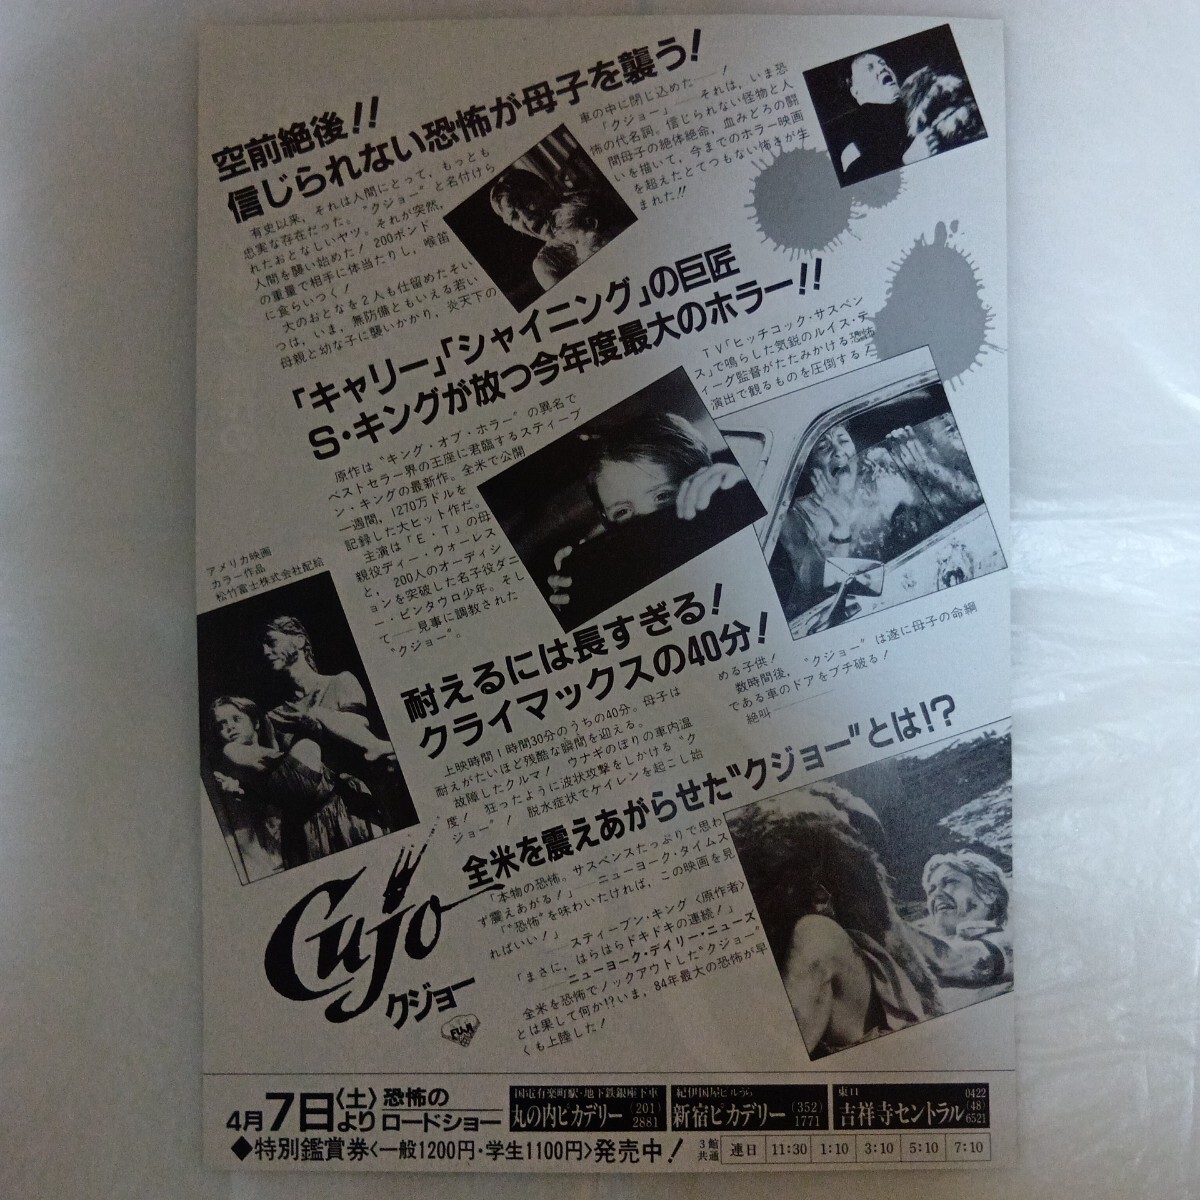 空前絶後!!
信じられない恐怖が母子を襲う!
有史以来，それは人間にとって，もっとも
忠実な存在だった。“クジョー”と名付けら
れたおとなしいヤツ。それが突然，
人間を襲い始めた！200ポンド
の重量で相手に体当たりし，喉笛
に食らいつく！
大のおとなを2人も仕留めたそい
つは，いま，無防備ともいえる若い
母親と幼な子に襲いかかり，炎天下の
車の中に閉じ込めた——！
「クジョー」——それは，いま恐
怖の代名詞。信じられない怪物と人
間母子の絶体絶命，血みどろの闘
いを描いて，今までのホラー映画
を超えたとてつもない怖さが生
まれた!!
「キャリー」「シャイニング」の巨匠
S・キングが放つ今年度最大のホラー!!
原作は“キング・オブ・ホラー”の異名で
ベストセラー界の王座に君臨するスティーブ
ン・キングの最新作。全米で公開
一週間，1270万ドルを
記録した大ヒット作だ。
主演は「E・T」の母
親役ディー・ウォーレス
と，200人のオーディシ
ョンを突破した名子役ダニ
ー・ピンタウロ少年。そし
て——見事に調教された
“クジョー”。
TV「ヒッチコック・サスペン
ス」で鳴らした気鋭のルイス・テ
ィーグ監督がたたみかける恐怖
演出で観るものを圧倒する！
アメリカ映画
カラー作品
松竹富士株式会社配給
耐えるには長すぎる！
クライマックスの40分！
上映時間1時間30分のうちの40分。母子は
耐えがたいほど残酷な瞬間を迎える。
故障したクルマ！ ウナギのぼりの車内温
度！ 狂ったように波状攻撃をしかける“ク
ジョー”！ 脱水症状でケイレンを起こし始
める子供！
数時間後，“クジョー”は遂に母子の命綱
である車のドアをブチ破る！
絶叫————
全米を震えあがらせた“クジョー”とは!?
「本物の恐怖。サスペンスたっぷりで思わ
ず震えあがる！」——ニューヨーク・タイムス
「“恐怖”を味わいたければ，この映画を見
ればいい！」
スティーブン・キング〈原作者〉
「まさに，はらはらドキドキの連続！」
——ニューヨーク・デイリー・ニューズ
全米を恐怖でノックアウトした“クジョー”
とは果して何か!?いま，84年最大の恐怖が早
くも上陸した！
Cujo
クジョー
FUJI
4月7日〈土〉より 恐怖のロードショー
国電有楽町駅・地下鉄銀座下車
丸の内ピカデリー (201) 2881
紀伊国屋ビルうら
新宿ピカデリー (352) 1771
東口
吉祥寺セントラル 0422 (48) 6521
◆特別鑑賞券〈一般1200円・学生1100円〉発売中！
3館共通 連日 11:30 1:10 3:10 5:10 7:10